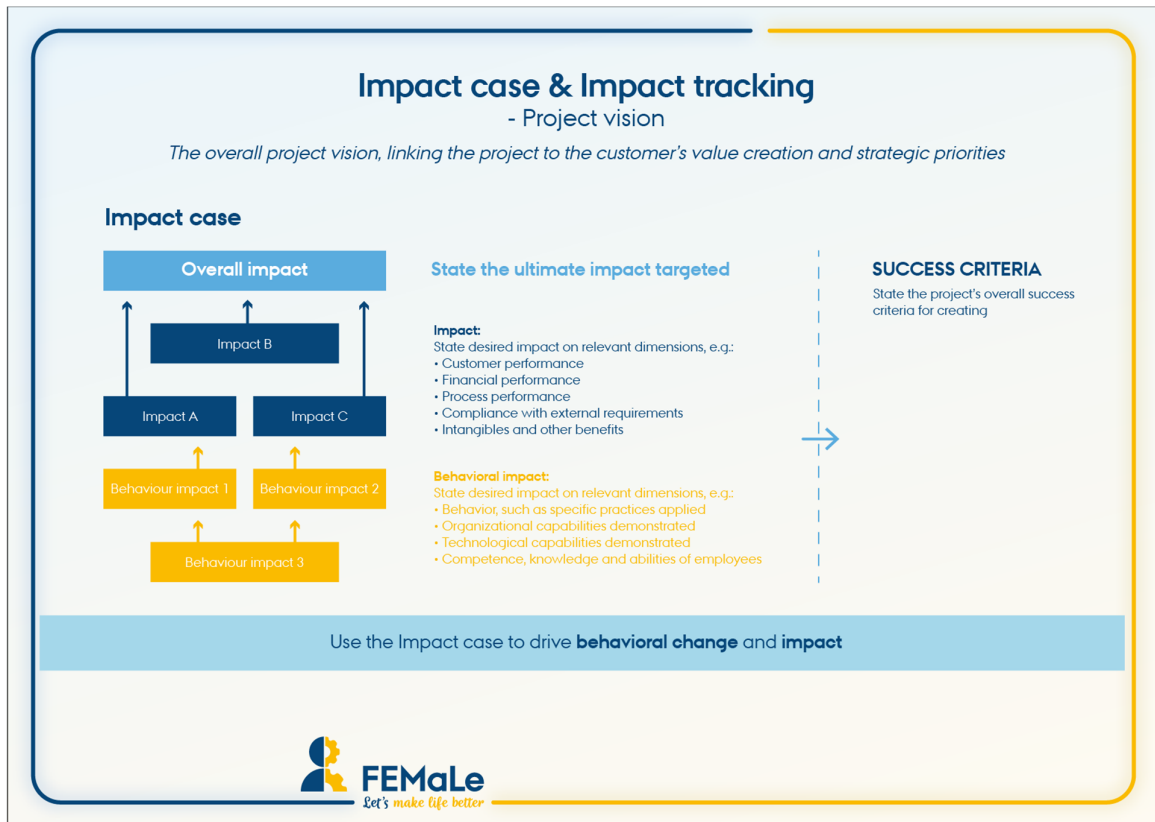 Impact case & Impact tracking
- Project vision
The overall project vision, linking the project to the customer's value creation and strategic priorities
Impact case
Overall impact
Impact B
Impact A
Impact C
Behaviour impact 1
Behaviour impact 2
Behaviour impact 3
State the ultimate impact targeted
Impact:
State desired impact on relevant dimensions, e.g.:
• Customer performance
• Financial performance
• Process performance
• Compliance with external requirements
• Intangibles and other benefits
Behavioral impact:
State desired impact on relevant dimensions, e.g.:
• Behavior, such as specific practices applied
• Organizational capabilities demonstrated
• Technological capabilities demonstrated
• Competence, knowledge and abilities of employees
SUCCESS CRITERIA
State the project's overall success
criteria for creating
Use the Impact case to drive behavioral change and impact
FEMaLe
Let's make life better